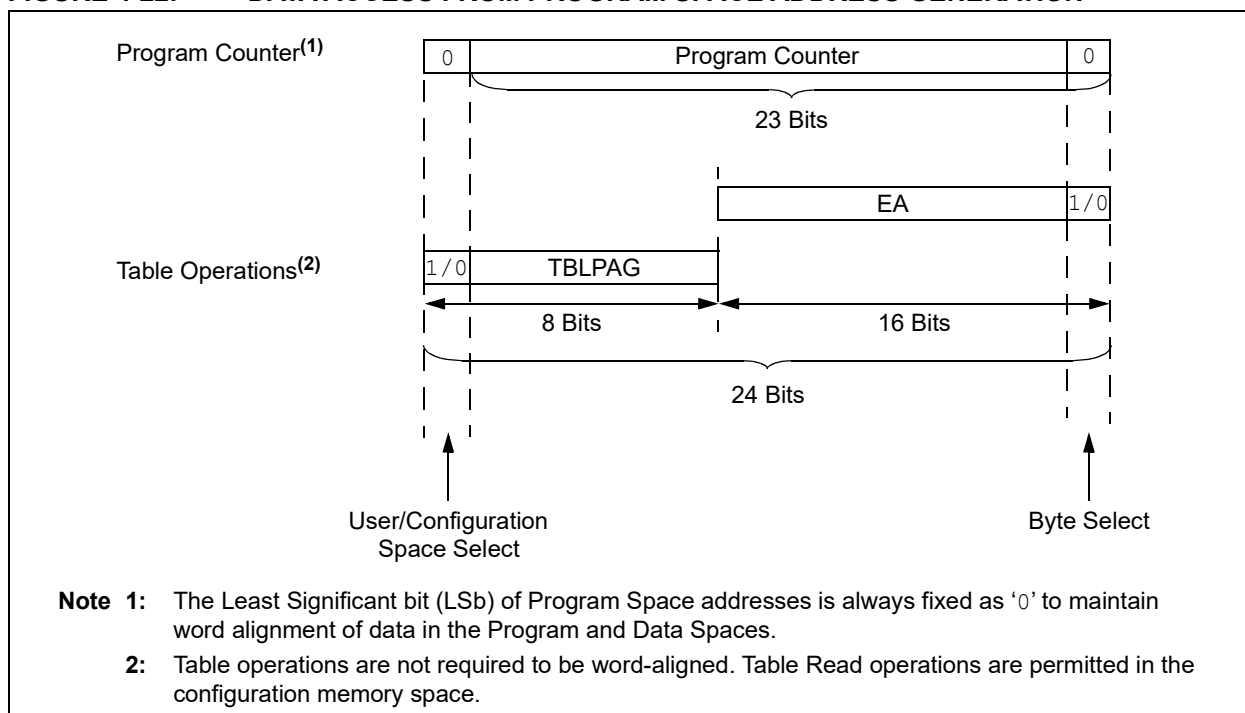 Program Counter(1)
0 Program Counter 0
23 Bits
EA 1/0
Table Operations(2)
1/0 TBLPAG
8 Bits 16 Bits
24 Bits
User/Configuration
Space Select
Byte Select
Note 1: The Least Significant bit (LSb) of Program Space addresses is always fixed as ‘0’ to maintain
word alignment of data in the Program and Data Spaces.
2: Table operations are not required to be word-aligned. Table Read operations are permitted in the
configuration memory space.